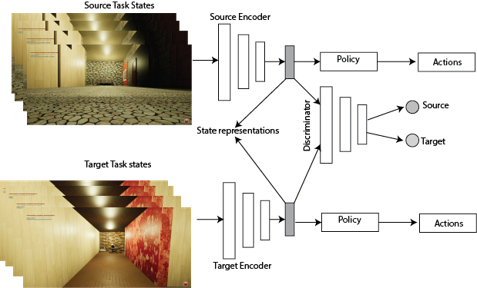 Source Task States
Source Encoder
Policy
Actions
State representations
Discriminator
Source
Target
Target Task states
Policy
Actions
Target Encoder